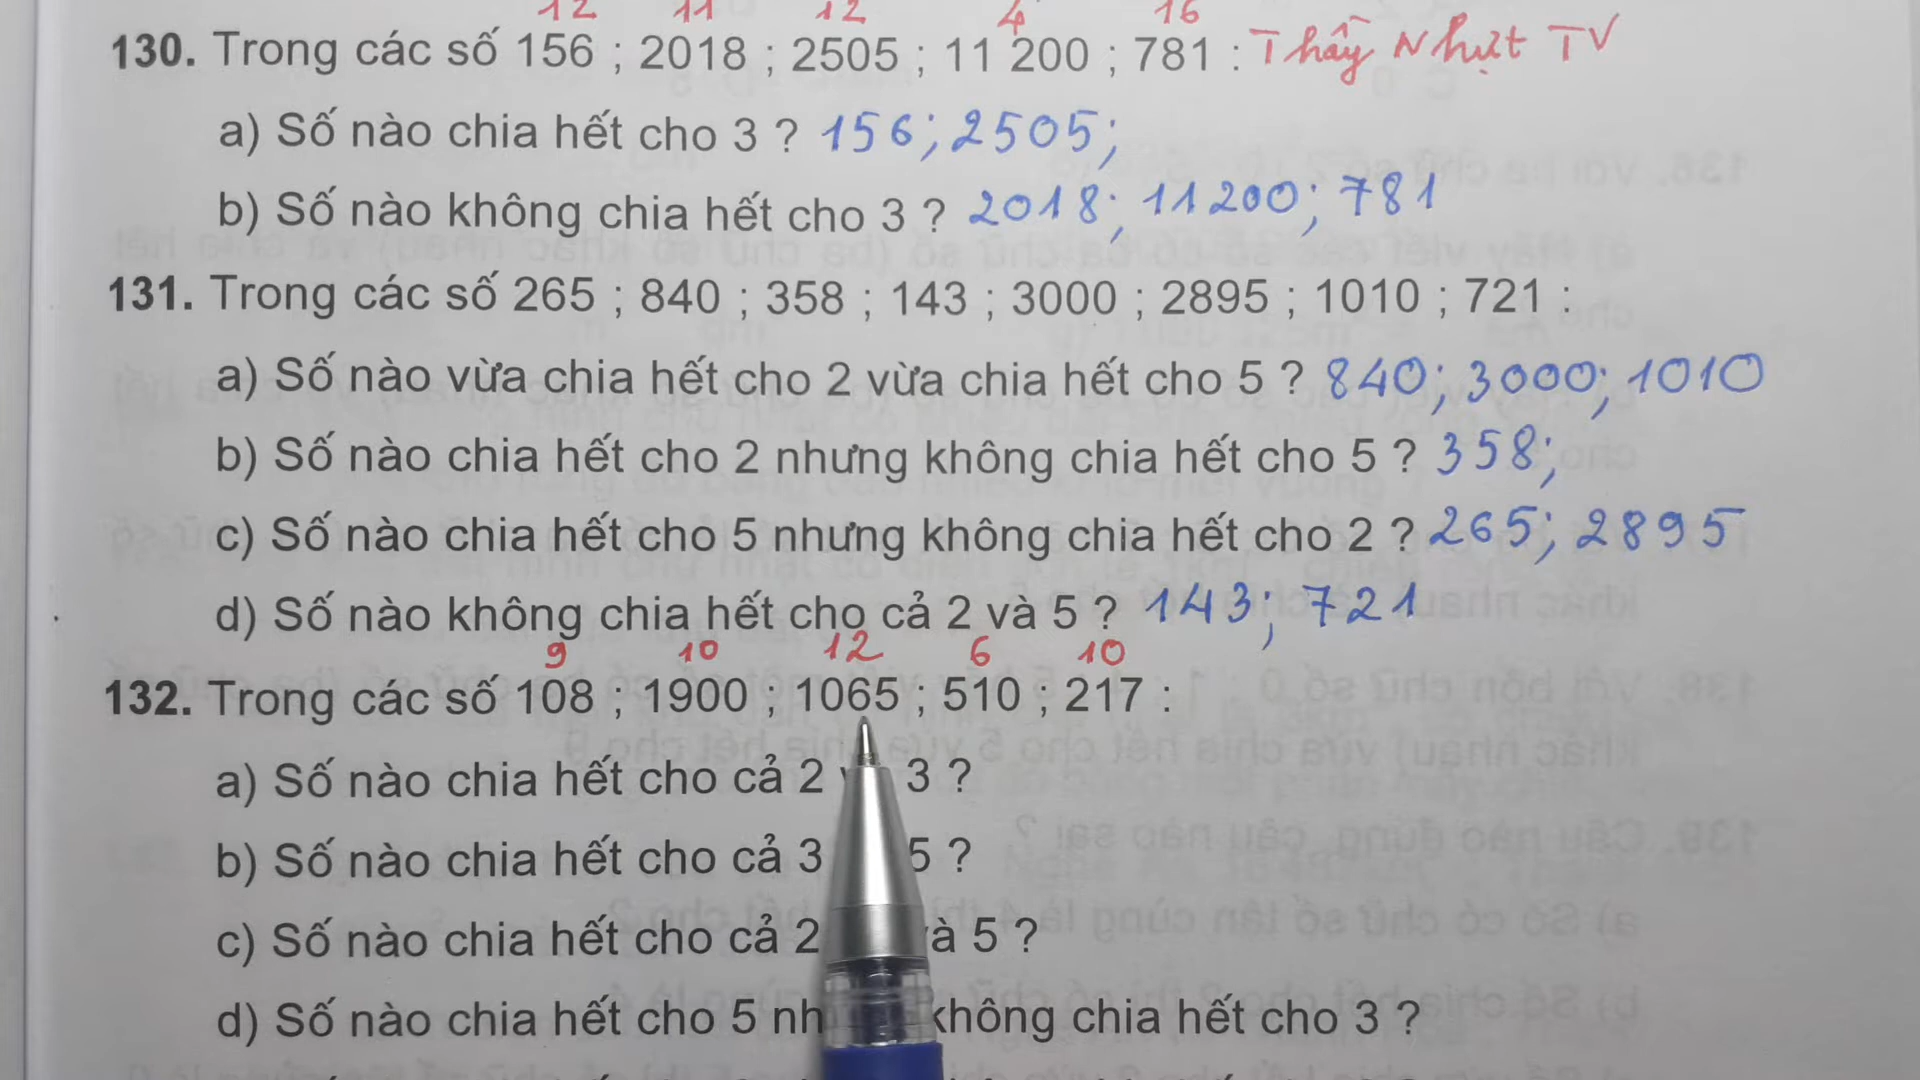 12 11 12 4 16
130. Trong các số 156 ; 2018 ; 2505 ; 11 200 ; 781 : Thầy Nhựt TV
a) Số nào chia hết cho 3 ? 156; 2505;
b) Số nào không chia hết cho 3 ? 2018; 11200; 781
131. Trong các số 265 ; 840 ; 358 ; 143 ; 3000 ; 2895 ; 1010 ; 721 :
a) Số nào vừa chia hết cho 2 vừa chia hết cho 5 ? 840; 3000; 1010
b) Số nào chia hết cho 2 nhưng không chia hết cho 5 ? 358;
c) Số nào chia hết cho 5 nhưng không chia hết cho 2 ? 265; 2895
d) Số nào không chia hết cho cả 2 và 5 ? 143; 721
9 10 12 6 10
132. Trong các số 108 ; 1900 ; 1065 ; 510 ; 217 :
a) Số nào chia hết cho cả 2 3 ?
b) Số nào chia hết cho cả 3 5 ?
c) Số nào chia hết cho cả 2 và 5 ?
d) Số nào chia hết cho 5 không chia hết cho 3 ?